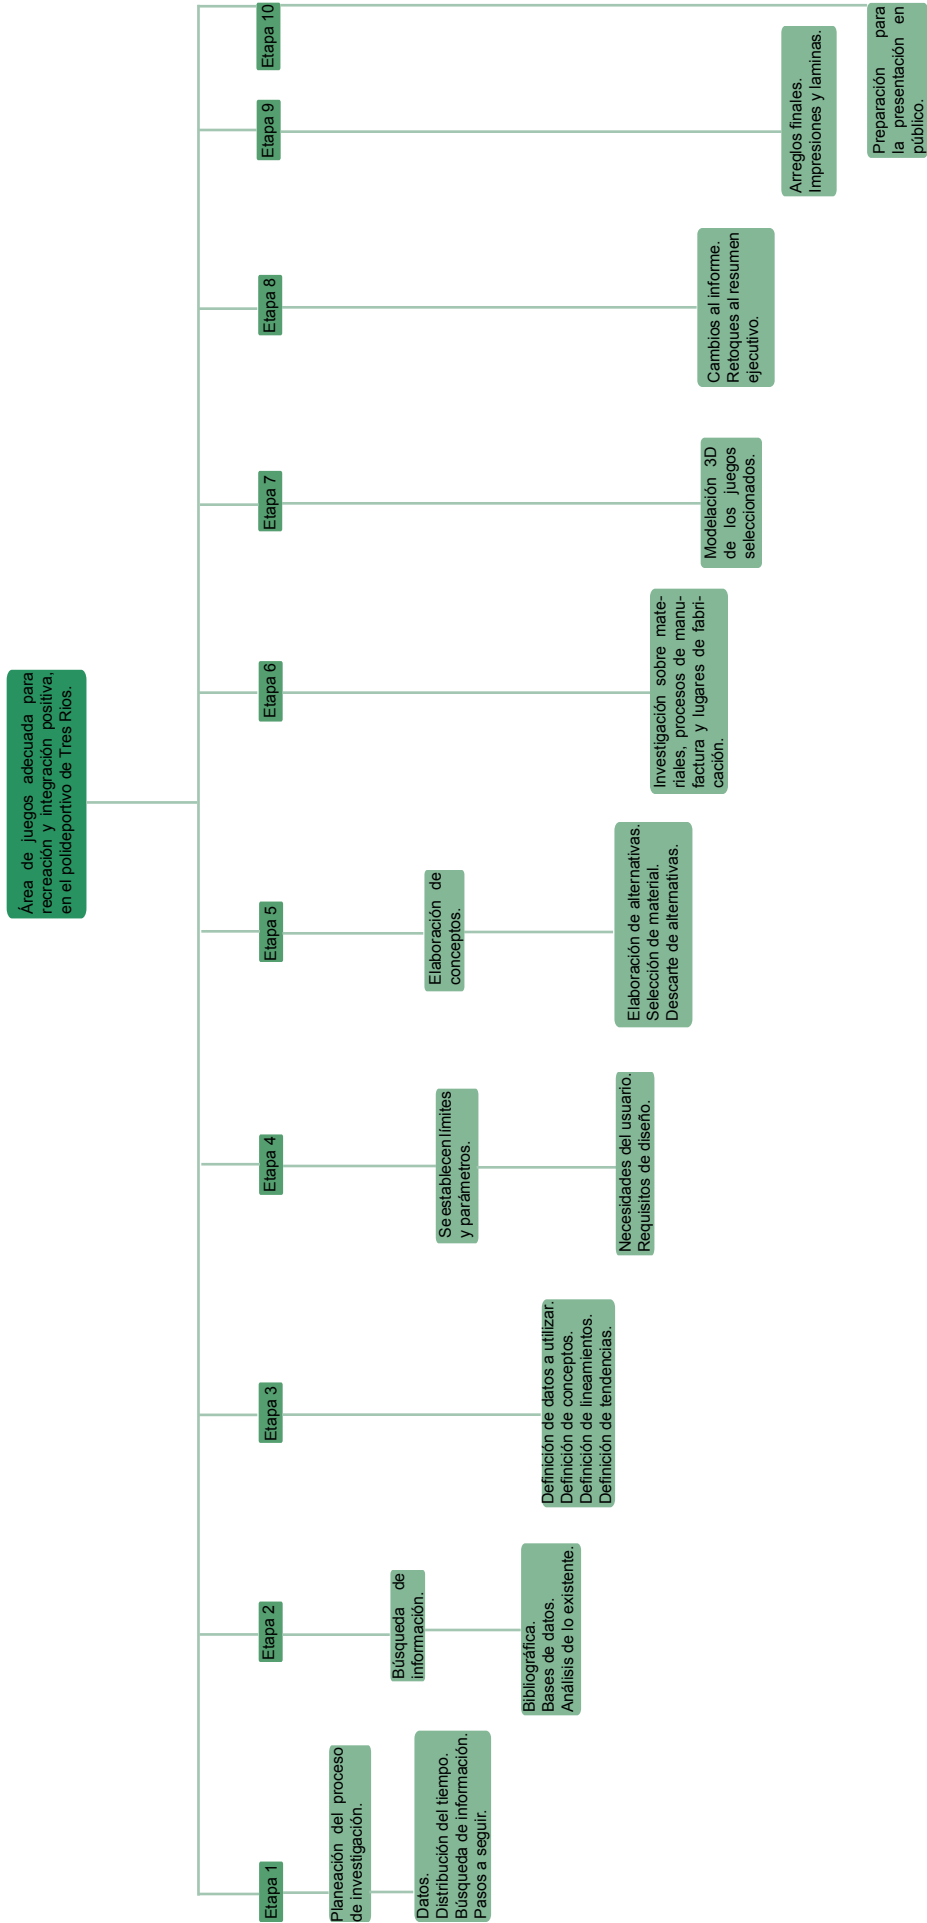 Área de juegos adecuada para
recreación y integración positiva,
en el polideportivo de Tres Rios.
Etapa 1
Planeación del proceso
de investigación.
Datos.
Distribución del tiempo.
Búsqueda de información.
Pasos a seguir.
Etapa 2
Búsqueda de
información.
Bibliográfica.
Bases de datos.
Análisis de lo existente.
Etapa 3
Definición de datos a utilizar.
Definición de conceptos.
Definición de lineamientos.
Definición de tendencias.
Etapa 4
Se establecen límites
y parámetros.
Necesidades del usuario.
Requisitos de diseño.
Etapa 5
Elaboración de
conceptos.
Elaboración de alternativas.
Selección de material.
Descarte de alternativas.
Etapa 6
Investigación sobre mate-
riales, procesos de manu-
factura y lugares de fabri-
cación.
Etapa 7
Modelación 3D
de los juegos
seleccionados.
Etapa 8
Cambios al informe.
Retoques al resumen
ejecutivo.
Etapa 9
Arreglos finales.
Impresiones y laminas.
Etapa 10
Preparación para
la presentación en
público.